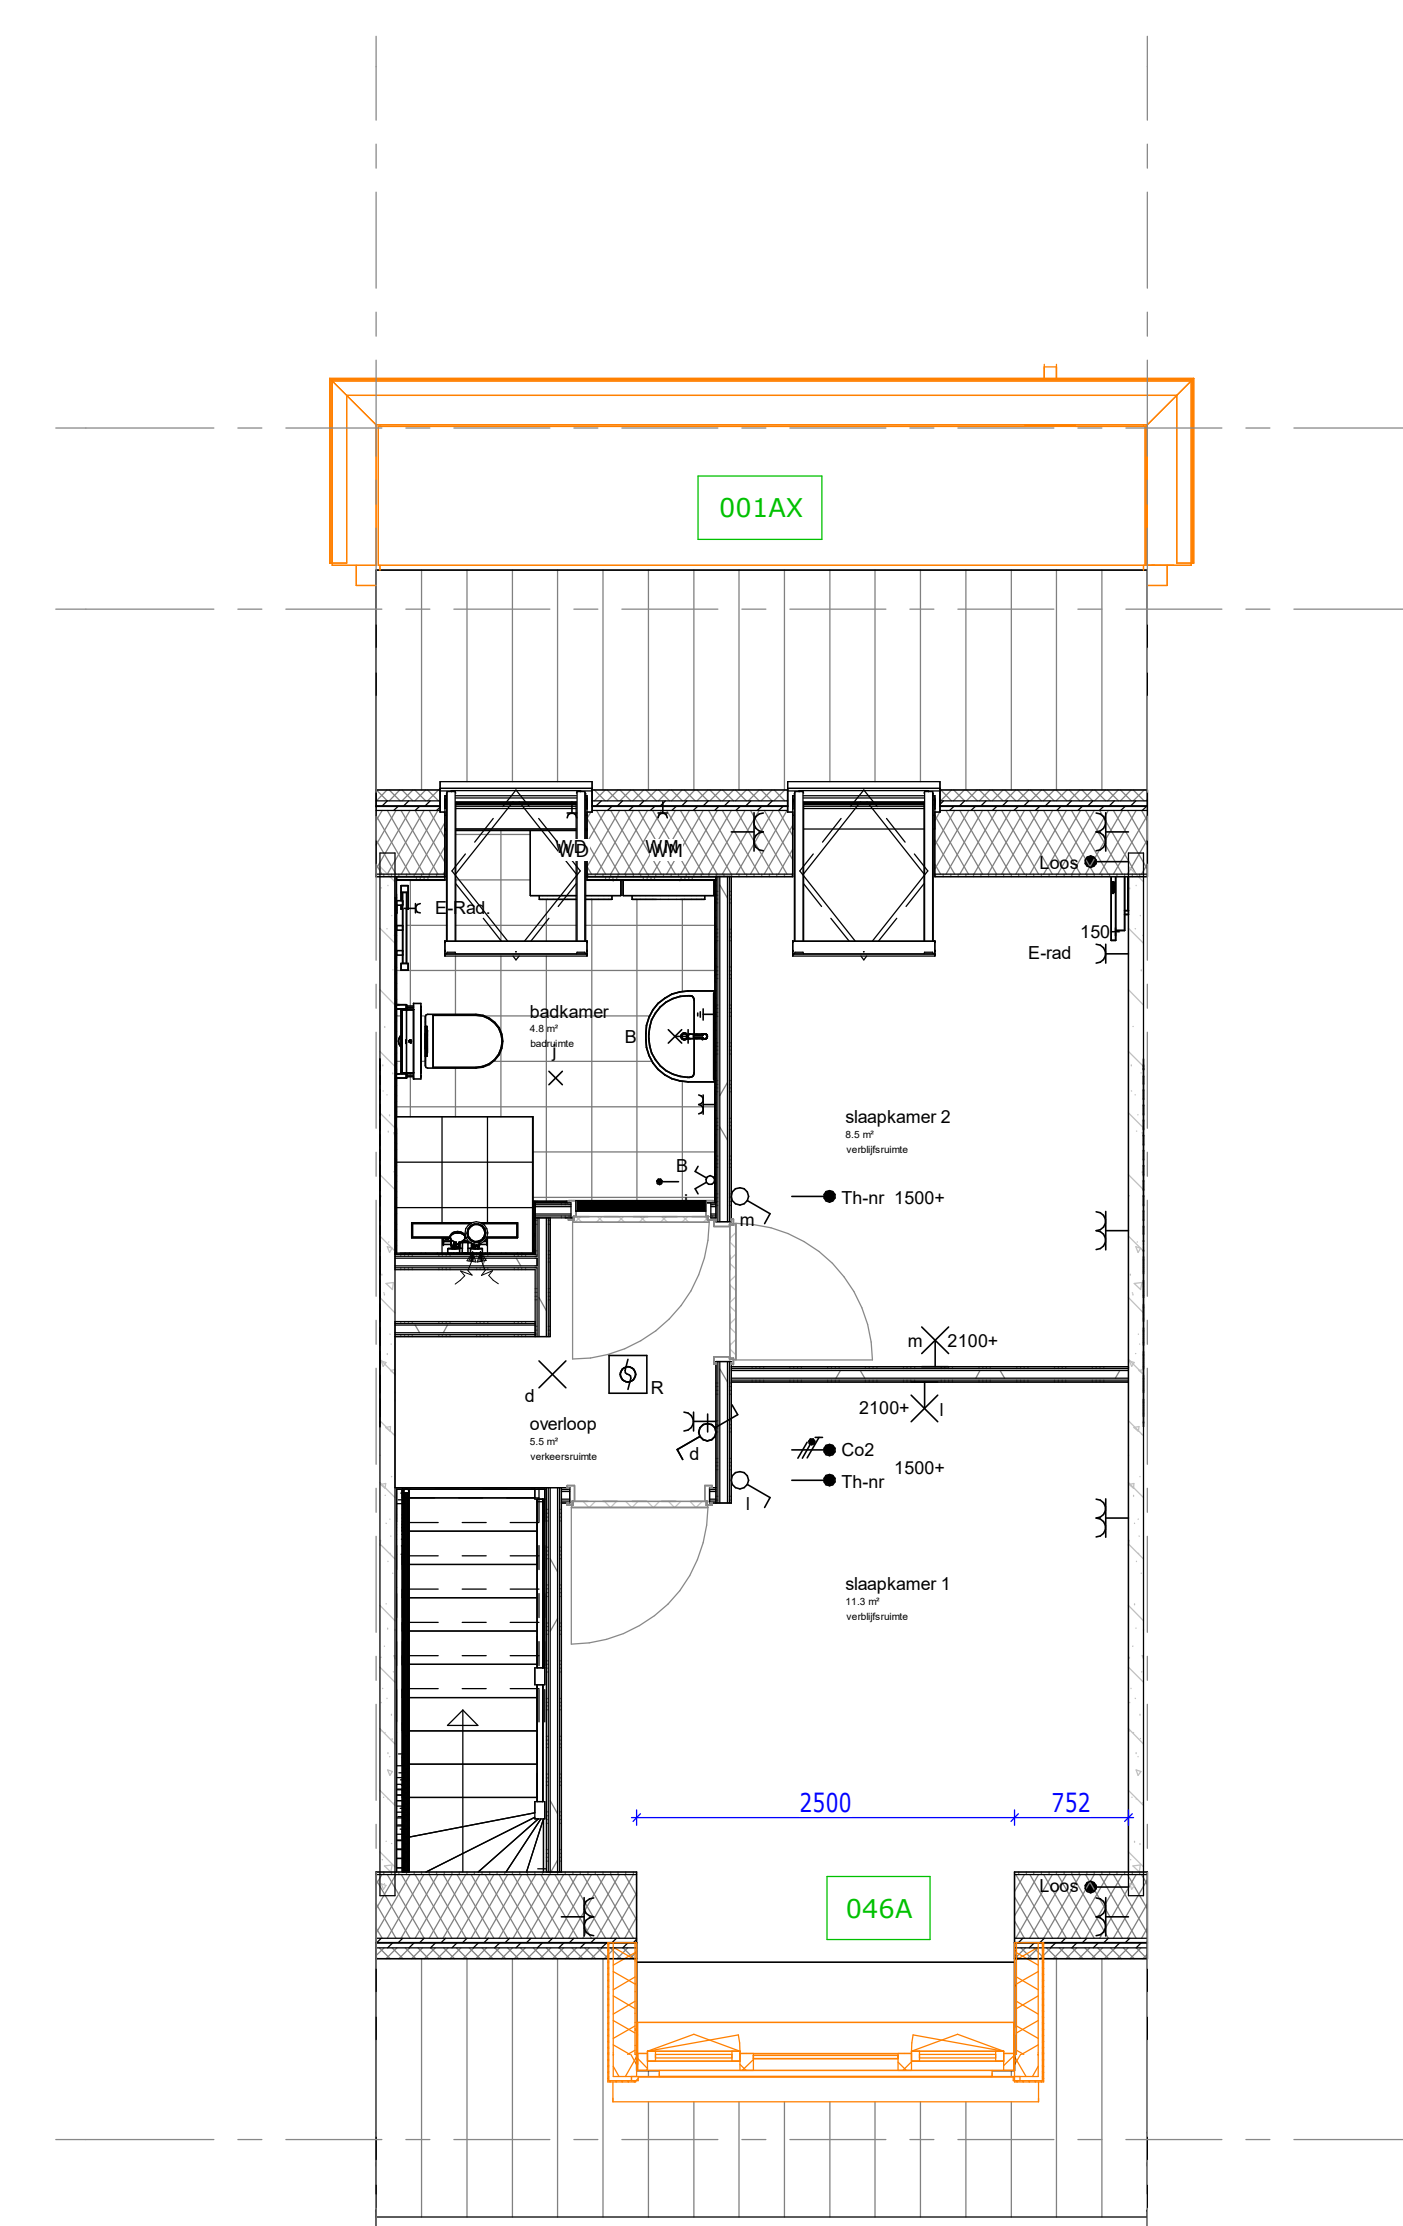 001AX
WD
WM
Loos
E-Rad.
150
E-rad
badkamer
4.8 m²
badruimte
j
B
slaapkamer 2
8.5 m²
verblijfsruimte
B
Th-nr 1500+
m
m 2100+
d
R
2100+ l
overloop
5.5 m²
verkeersruimte
d
Co2
1500+
Th-nr
l
slaapkamer 1
11.3 m²
verblijfsruimte
2500
752
Loos
046A